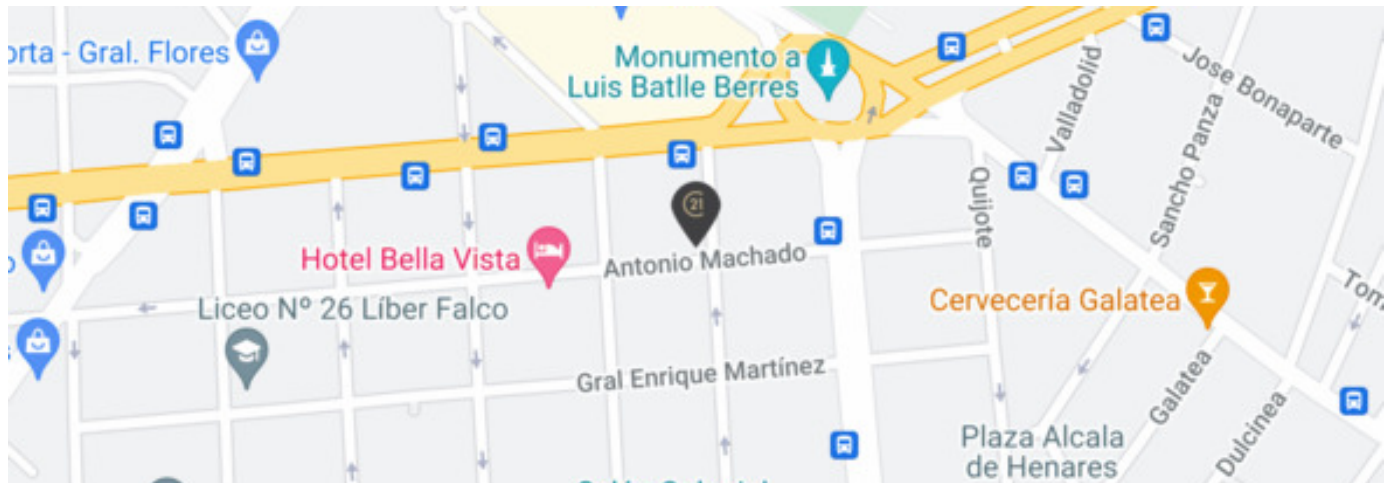 orta - Gral. Flores
Monumento a
Luis Batlle Berres
Jose Bonaparte
Valladolid
Sancho Panza
Quijote
21
Hotel Bella Vista
Antonio Machado
Liceo Nº 26 Líber Falco
Cervecería Galatea
Tom
Gral Enrique Martínez
Galatea
Dulcinea
Plaza Alcala
de Henares